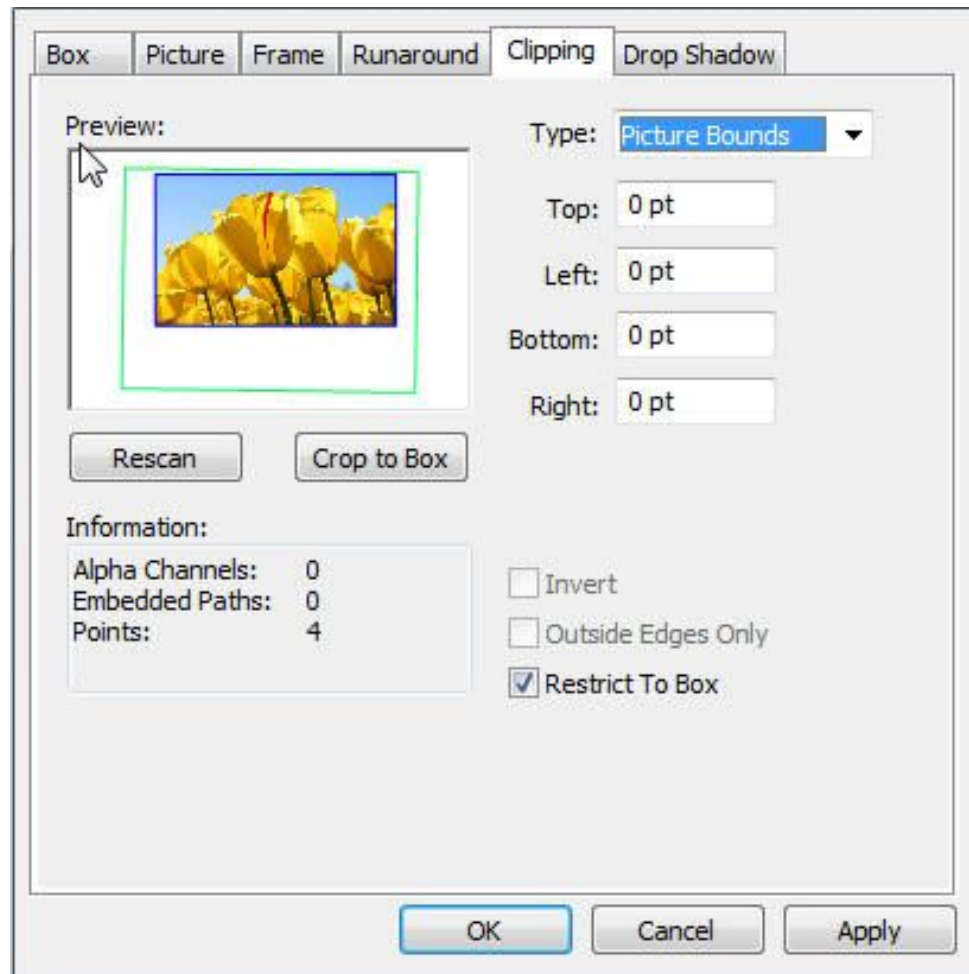 Box Picture Frame Runaround Clipping Drop Shadow
Preview:
Type: Picture Bounds
Top: 0 pt
Left: 0 pt
Bottom: 0 pt
Right: 0 pt
Rescan Crop to Box
Information:
Alpha Channels: 0
Embedded Paths: 0
Points: 4
Invert
Outside Edges Only
Restrict To Box
OK Cancel Apply